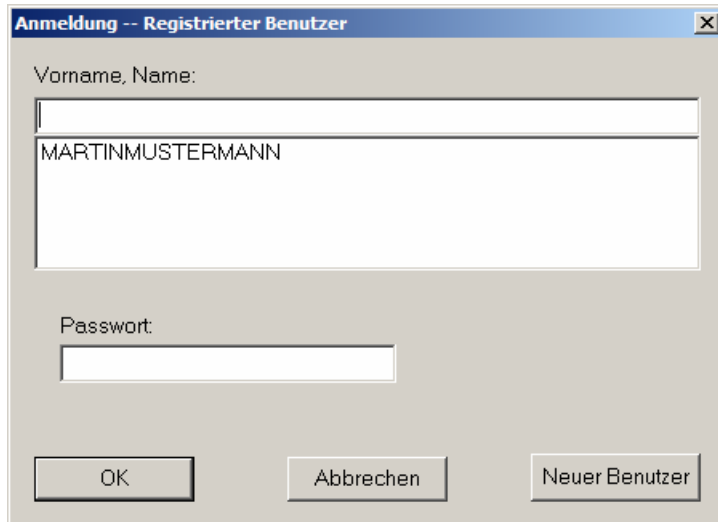 Anmeldung -- Registrierter Benutzer
Vorname, Name:
MARTINMUSTERMANN
Passwort:
OK
Abbrechen
Neuer Benutzer